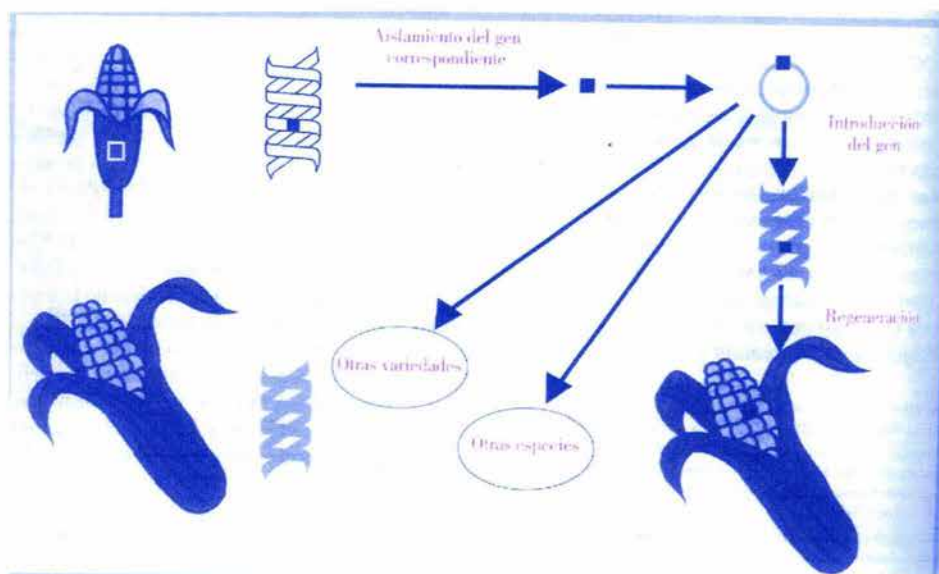 Aislamiento del gen
correspondiente
Introducción
del gen
Regeneración
Otras variedades
Otras especies